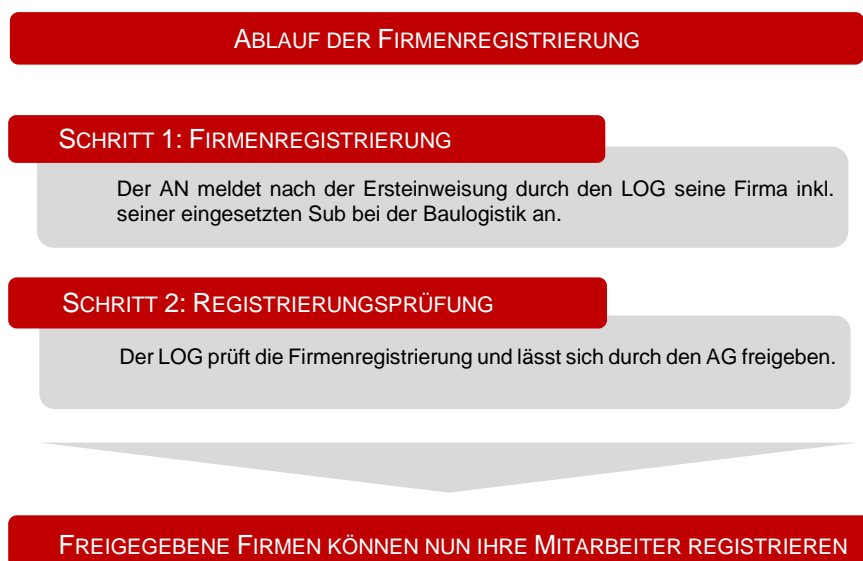 ABLAUF DER FIRMENREGISTRIERUNG
SCHRITT 1: FIRMENREGISTRIERUNG
Der AN meldet nach der Ersteinweisung durch den LOG seine Firma inkl.
seiner eingesetzten Sub bei der Baulogistik an.
SCHRITT 2: REGISTRIERUNGSPRÜFUNG
Der LOG prüft die Firmenregistrierung und lässt sich durch den AG freigeben.
FREIGEGEBENE FIRMEN KÖNNEN NUN IHRE MITARBEITER REGISTRIEREN